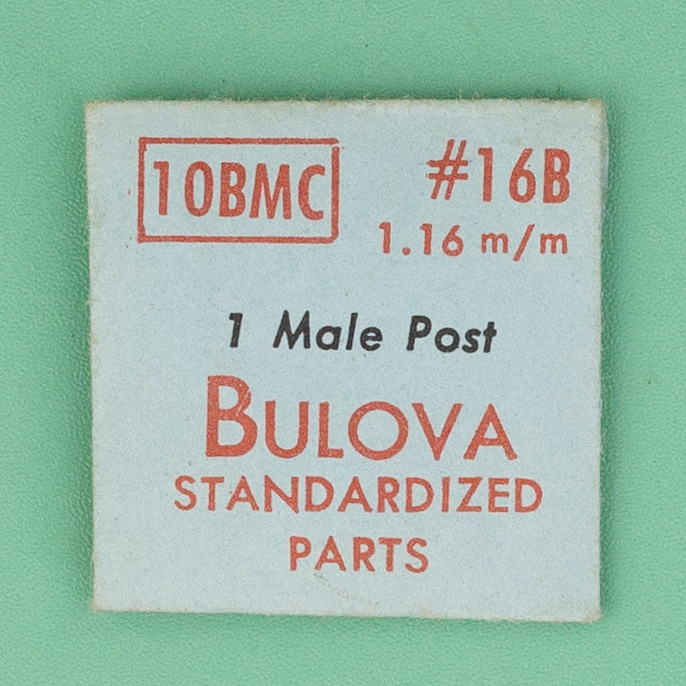 10BMC #16B
1.16 m/m
1 Male Post
BULOVA
STANDARDIZED
PARTS